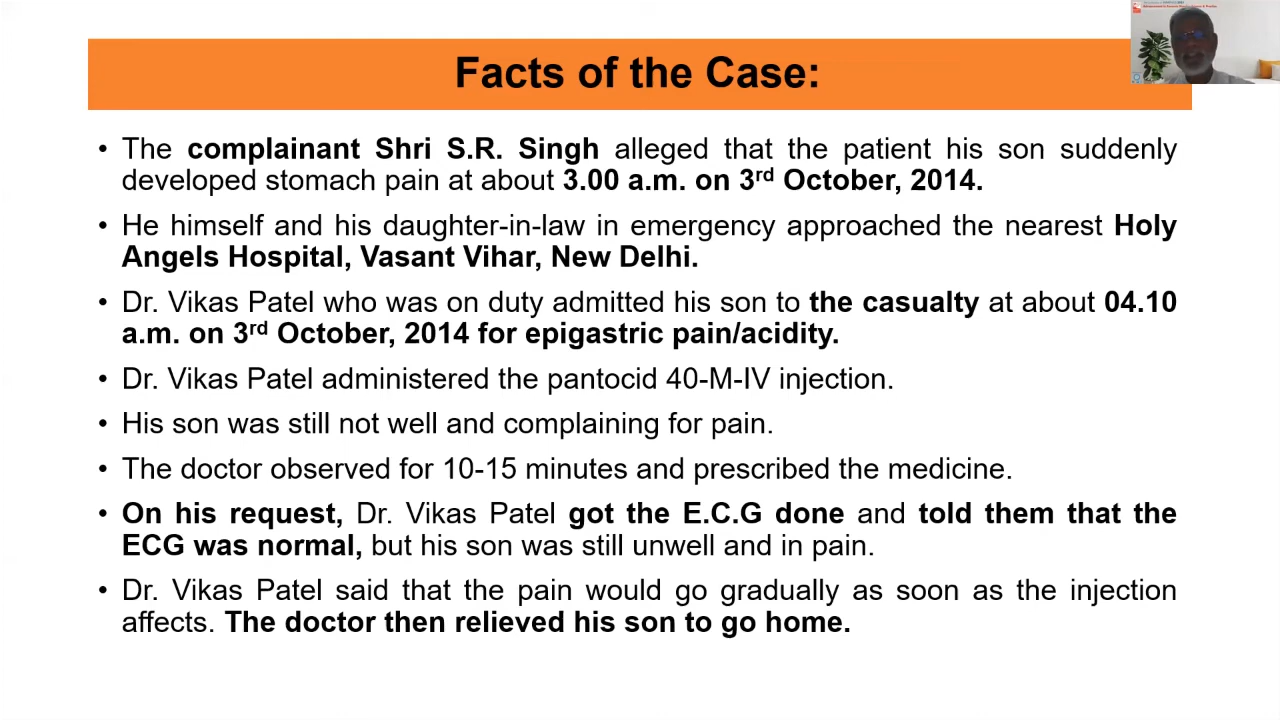 Facts of the Case:
• The complainant Shri S.R. Singh alleged that the patient his son suddenly
developed stomach pain at about 3.00 a.m. on 3rd October, 2014.
• He himself and his daughter-in-law in emergency approached the nearest Holy
Angels Hospital, Vasant Vihar, New Delhi.
• Dr. Vikas Patel who was on duty admitted his son to the casualty at about 04.10
a.m. on 3rd October, 2014 for epigastric pain/acidity.
• Dr. Vikas Patel administered the pantocid 40-M-IV injection.
• His son was still not well and complaining for pain.
• The doctor observed for 10-15 minutes and prescribed the medicine.
• On his request, Dr. Vikas Patel got the E.C.G done and told them that the
ECG was normal, but his son was still unwell and in pain.
• Dr. Vikas Patel said that the pain would go gradually as soon as the injection
affects. The doctor then relieved his son to go home.